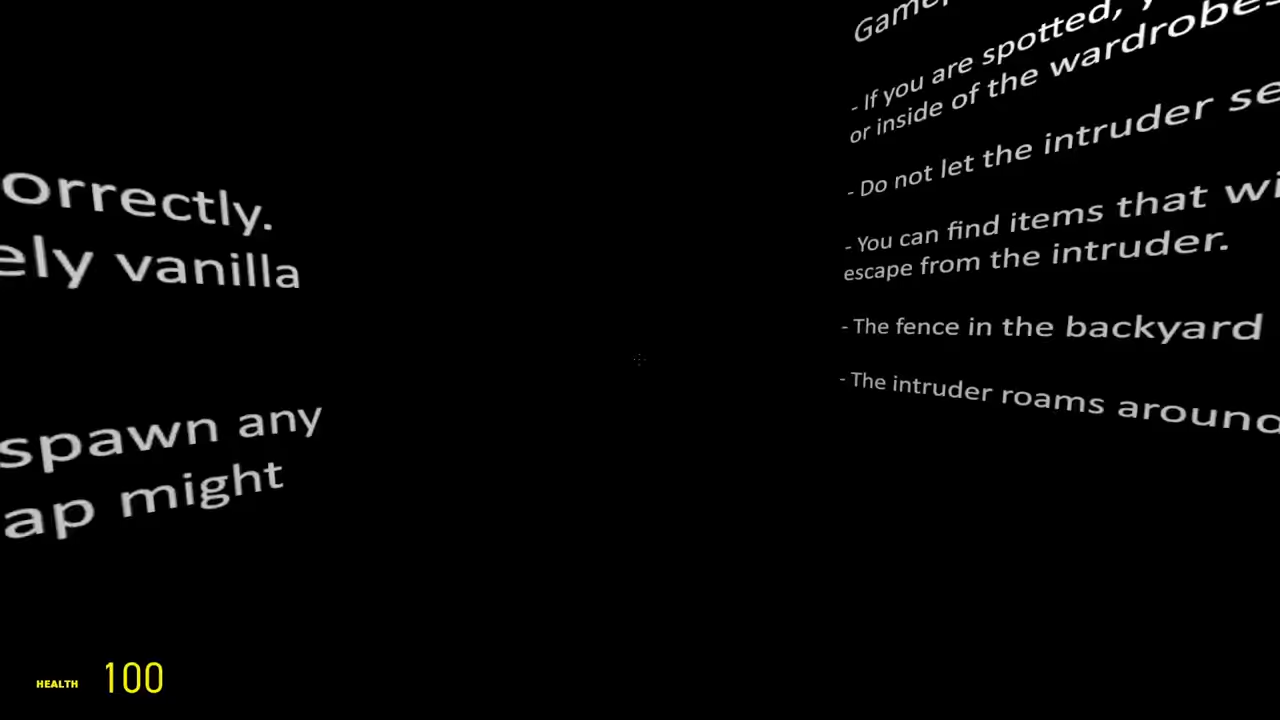 orrectly.
ely vanilla
spawn any
ap might
- If you are spotted,
or inside of the wardrobes
- Do not let the intruder se
- You can find items that wi
escape from the intruder.
- The fence in the backyard
- The intruder roams around
HEALTH 100